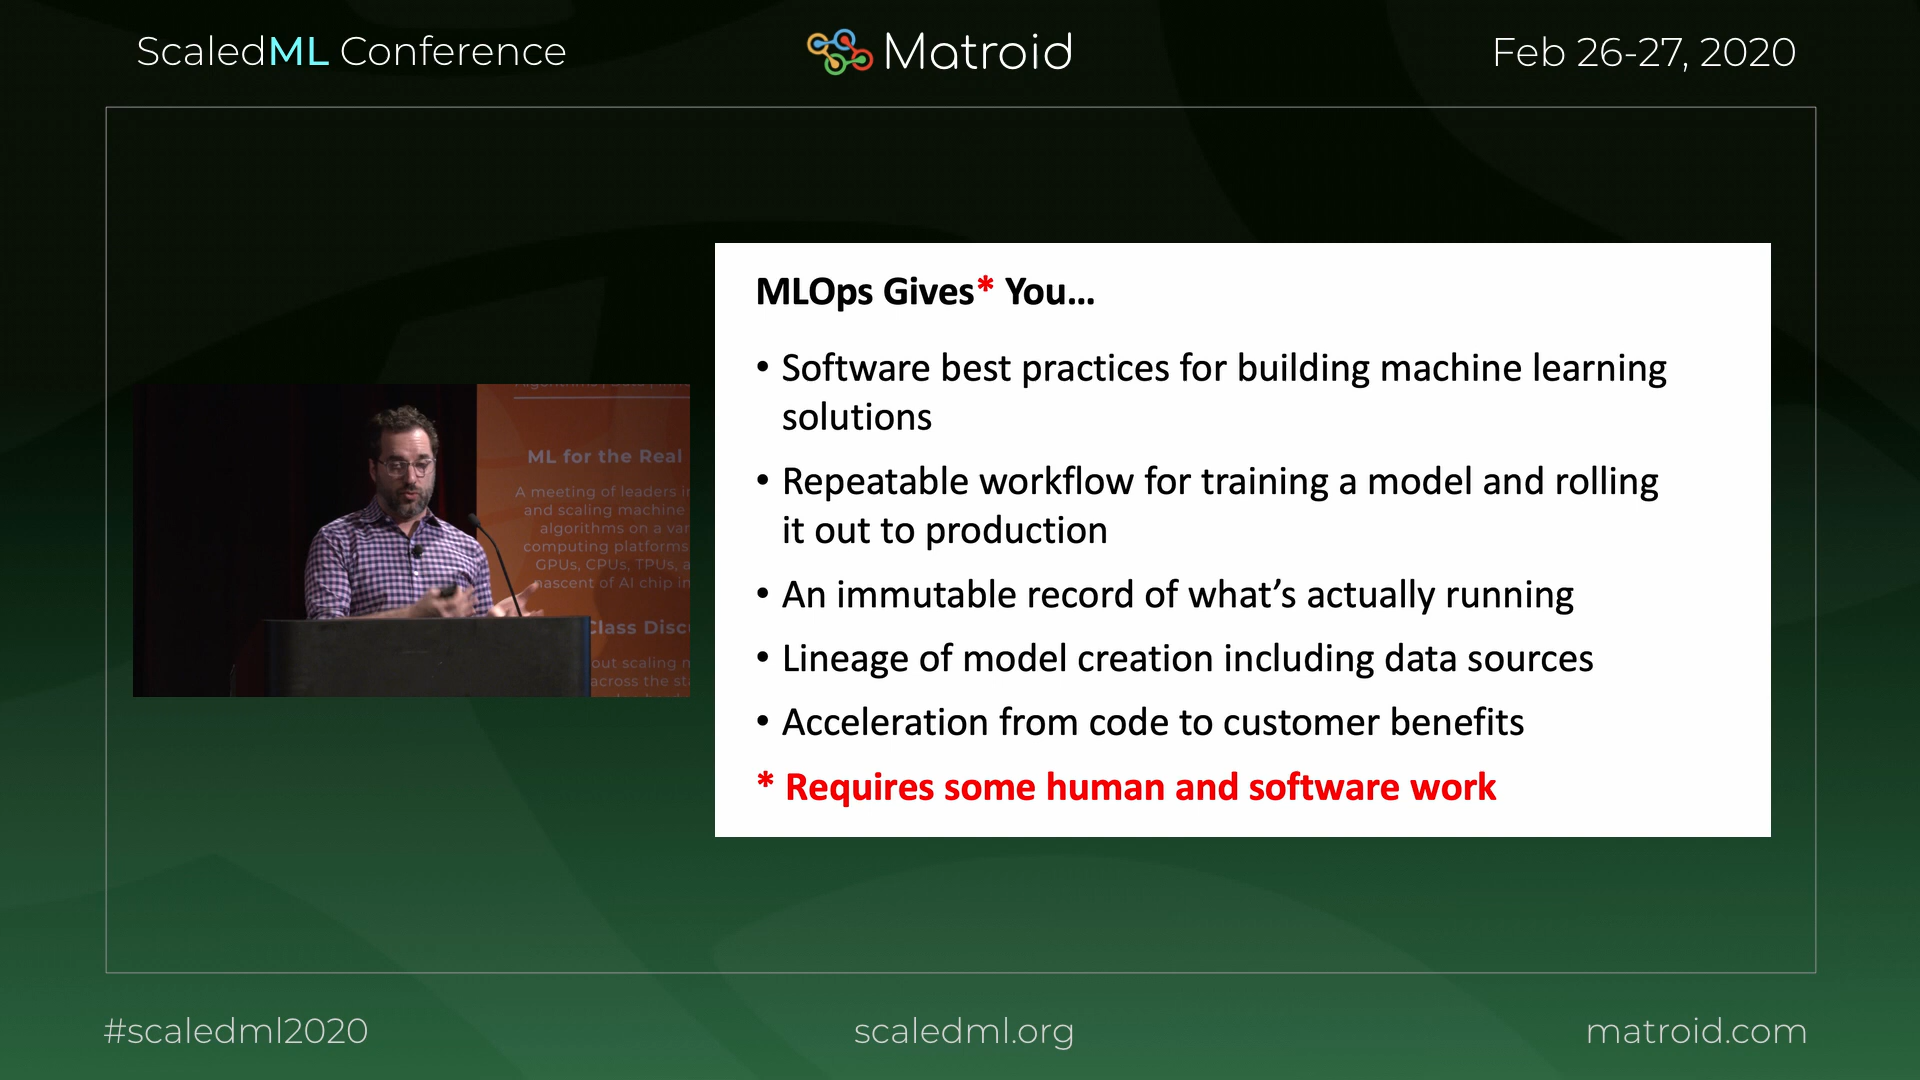 ScaledML Conference
Matroid
Feb 26-27, 2020
ML for the Real
A meeting of leaders
and scaling machine
algorithms on a
computing platforms
GPUs, CPUs, TPUs,
nascent of AI chip
Class
out scaling
across the
MLOps Gives* You...
• Software best practices for building machine learning
solutions
• Repeatable workflow for training a model and rolling
it out to production
• An immutable record of what’s actually running
• Lineage of model creation including data sources
• Acceleration from code to customer benefits
* Requires some human and software work
#scaledml2020
scaledml.org
matroid.com